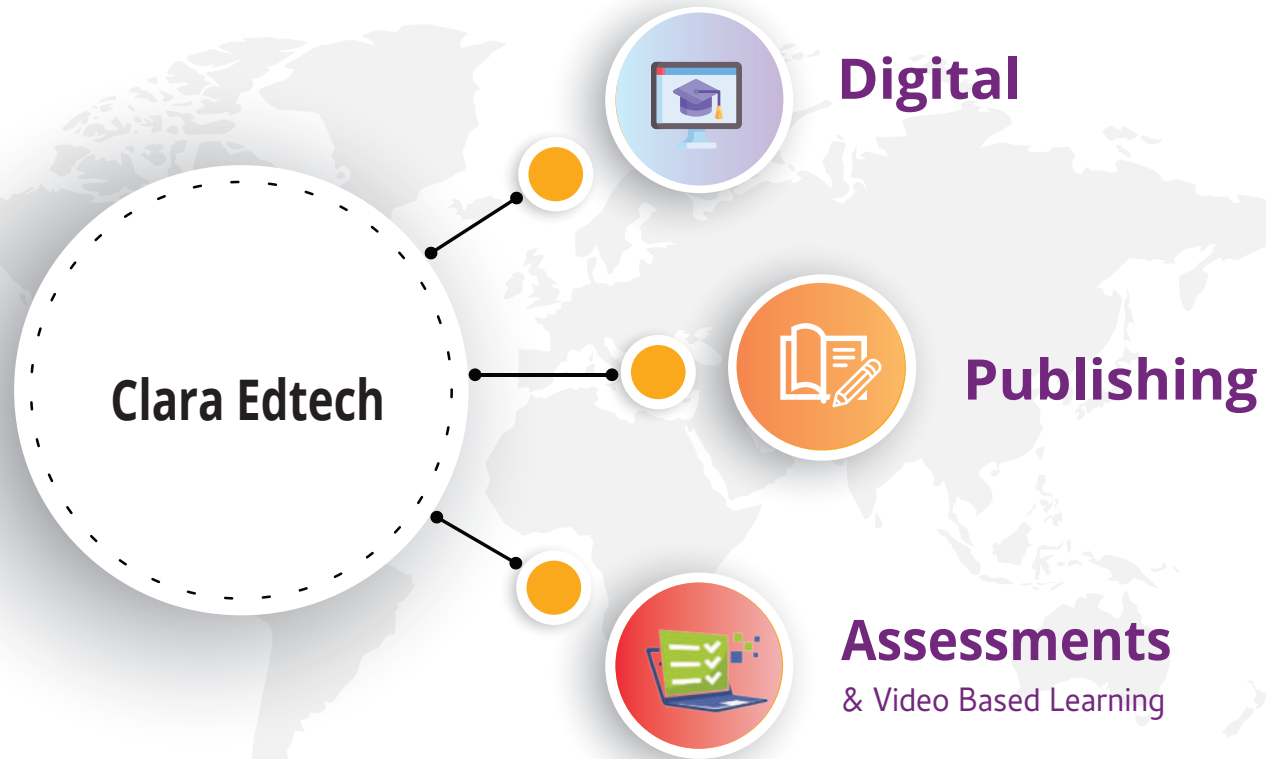 Digital
Clara Edtech
Publishing
Assessments
& Video Based Learning